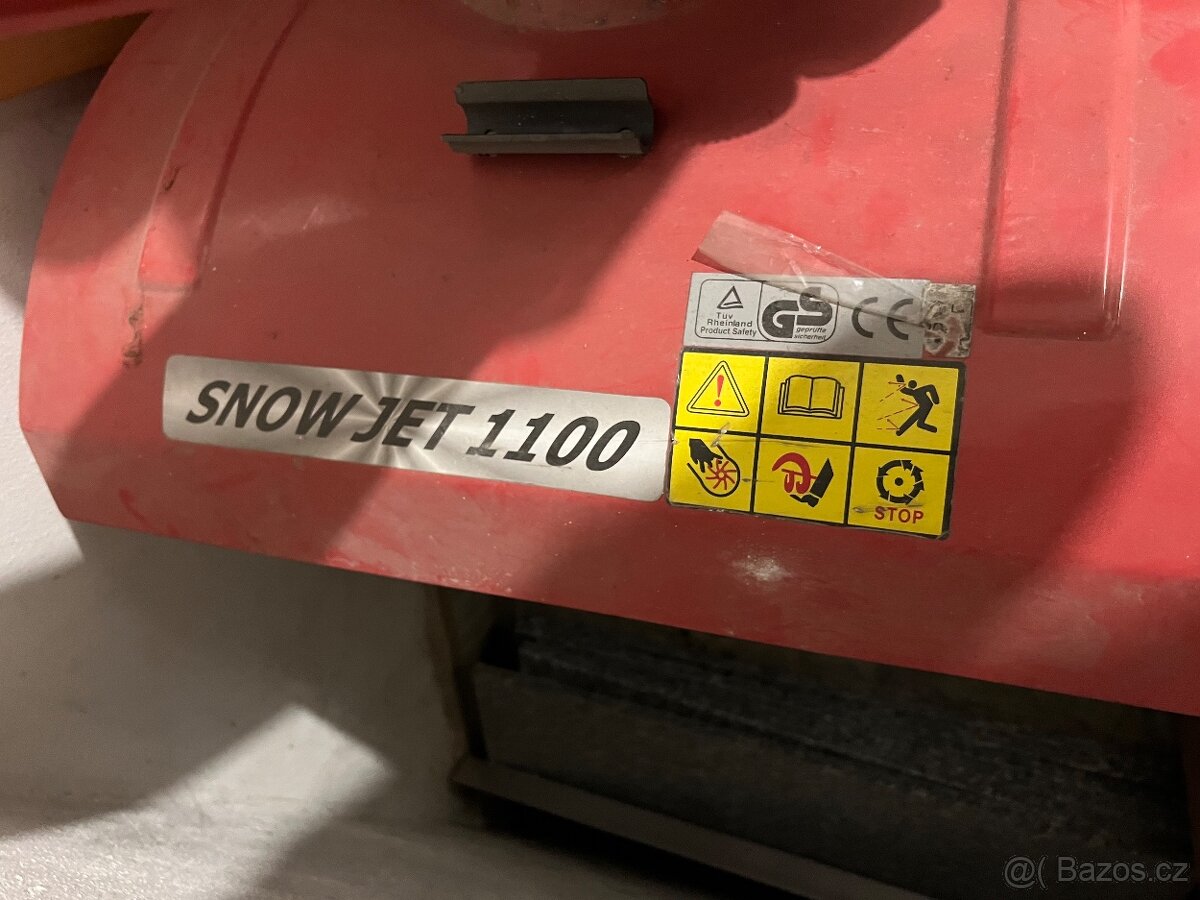 TÜV
Rheinland
Product Safety
GS
geprüfte
sicherheit
CE
SNOW JET 1100
STOP
@( Bazos.cz